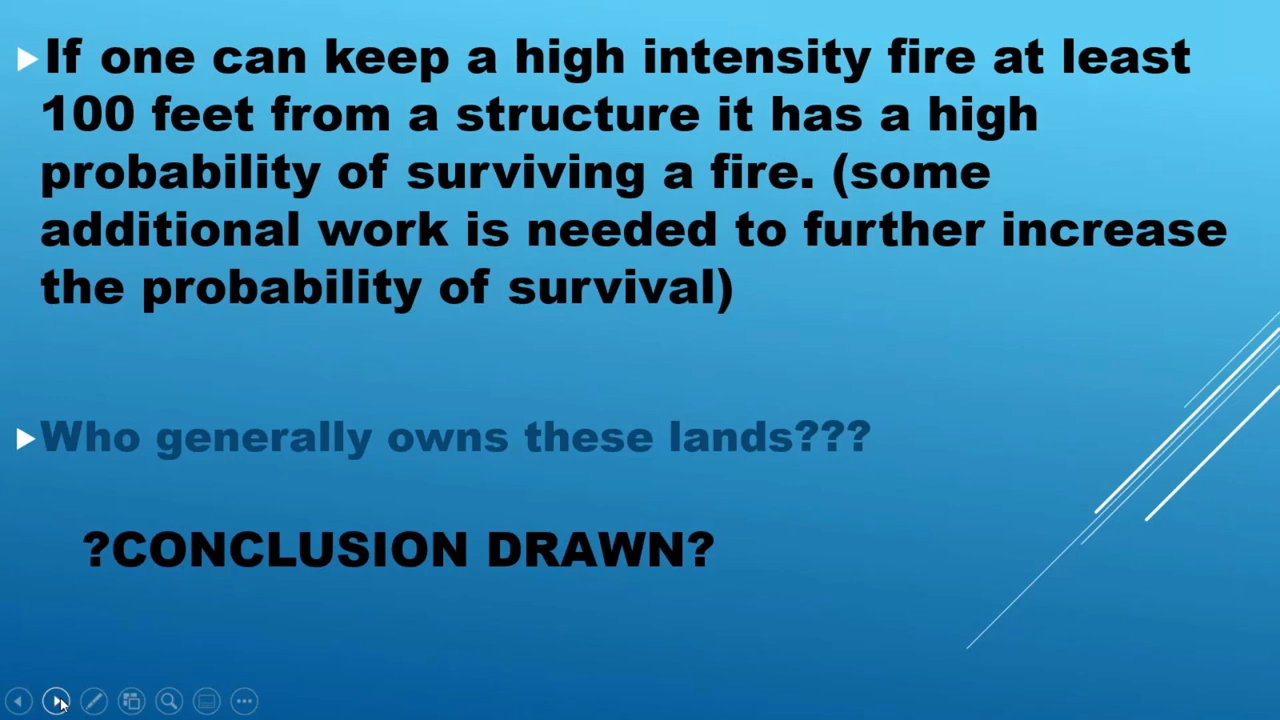 If one can keep a high intensity fire at least
100 feet from a structure it has a high
probability of surviving a fire. (some
additional work is needed to further increase
the probability of survival)
Who generally owns these lands???
?CONCLUSION DRAWN?